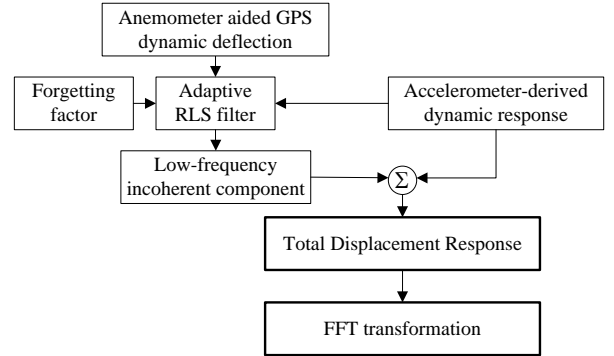 Anemometer aided GPS
dynamic deflection
Forgetting
factor
Adaptive
RLS filter
Accelerometer-derived
dynamic response
Low-frequency
incoherent component
Σ
Total Displacement Response
FFT transformation